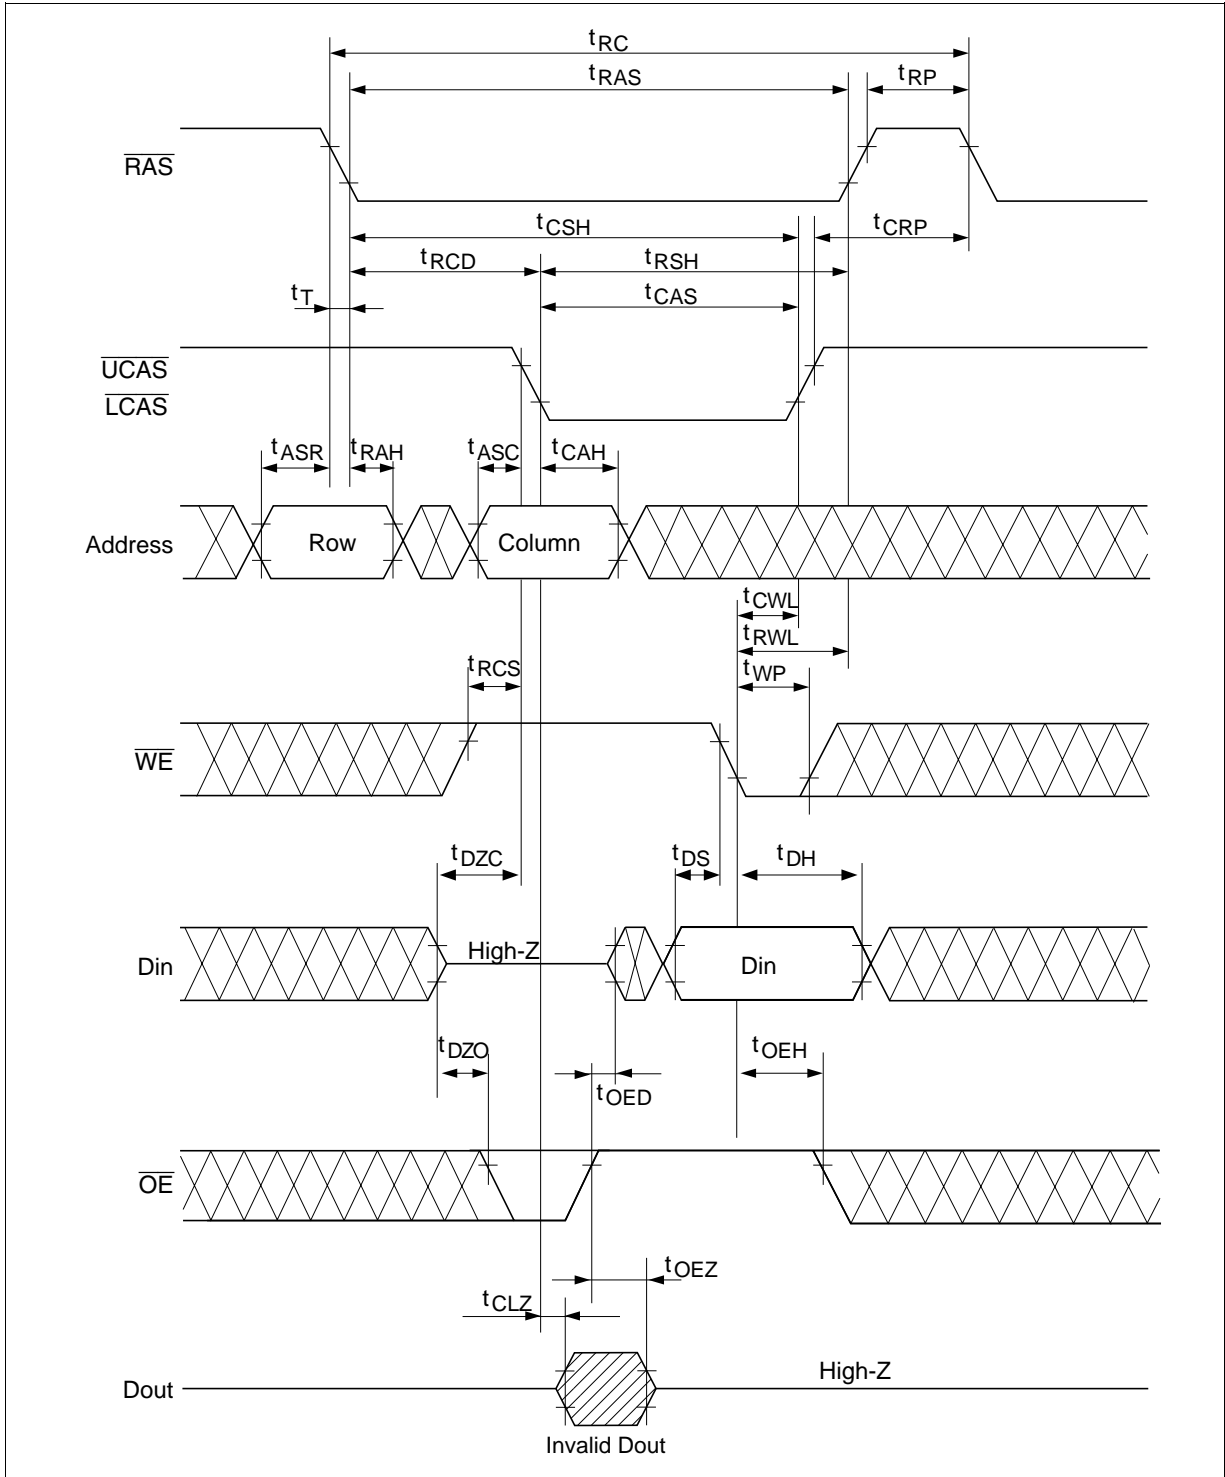 tRC
tRAS
tRP
RAS
tCSH
tCRP
tRCD
tRSH
tT
tCAS
UCAS
LCAS
tASR
tRAH
tASC
tCAH
Address
Row
Column
tCWL
tRWL
tRCS
tWP
WE
tDZC
tDS
tDH
High-Z
Din
Din
tDZO
tOEH
tOED
OE
tOEZ
tCLZ
High-Z
Dout
Invalid Dout